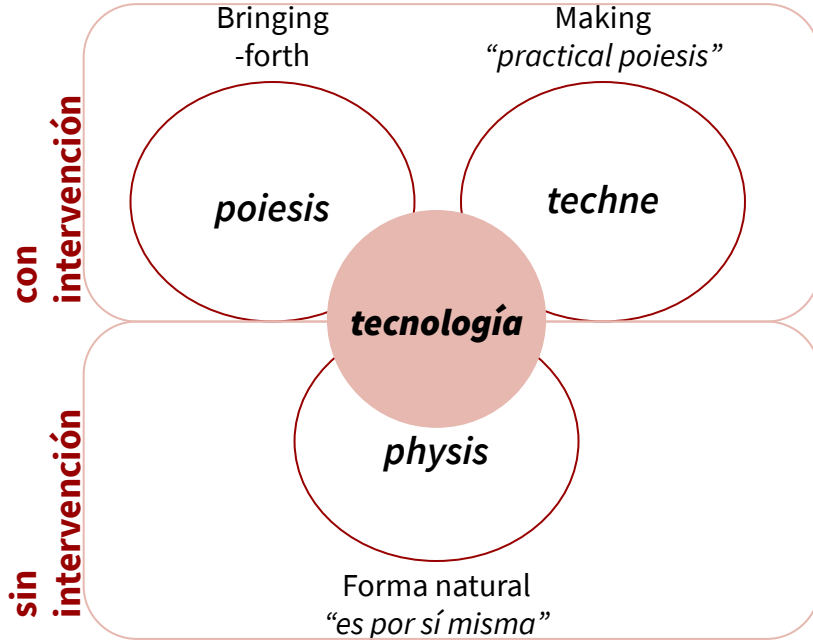 Bringing
-forth
Making
“practical poiesis”
con
intervención
poiesis
techne
tecnología
sin
intervención
physis
Forma natural
“es por sí misma”